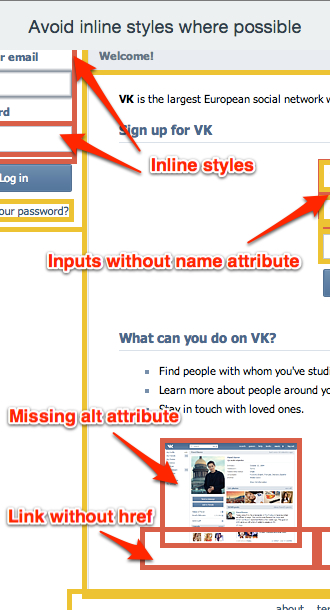 Avoid inline styles where possible
r email
Welcome!
VK is the largest European social network w
rd
Sign up for VK
Inline styles
Log in
our password?
Inputs without name attribute
What can you do on VK?
Find people with whom you've stud
Learn more about people around yo
Stay in touch with loved ones.
Missing alt attribute
Link without href
about te